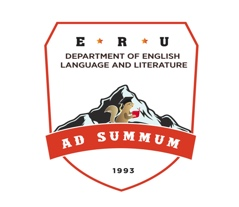 E ★ R ★ U
DEPARTMENT OF ENGLISH
LANGUAGE AND LITERATURE
AD SUMMUM
1993